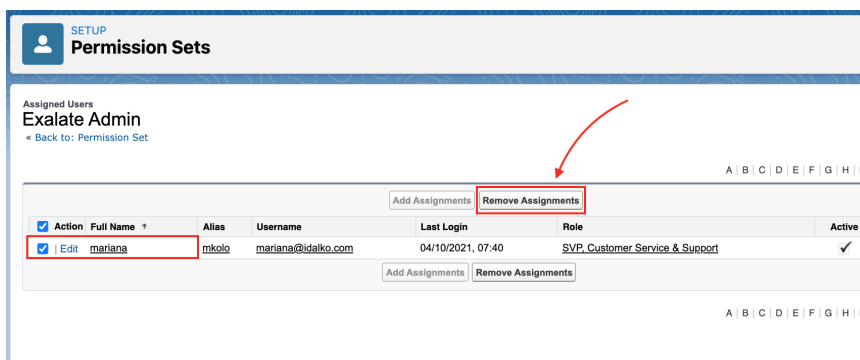 SETUP
Permission Sets
Assigned Users
Exalate Admin
« Back to: Permission Set
A | B | C | D | E | F | G | H |
Add Assignments Remove Assignments
Action Full Name ↑ Alias Username Last Login Role Active
| Edit mariana mkolo mariana@idalko.com 04/10/2021, 07:40 SVP, Customer Service & Support
Add Assignments Remove Assignments
A | B | C | D | E | F | G | H |